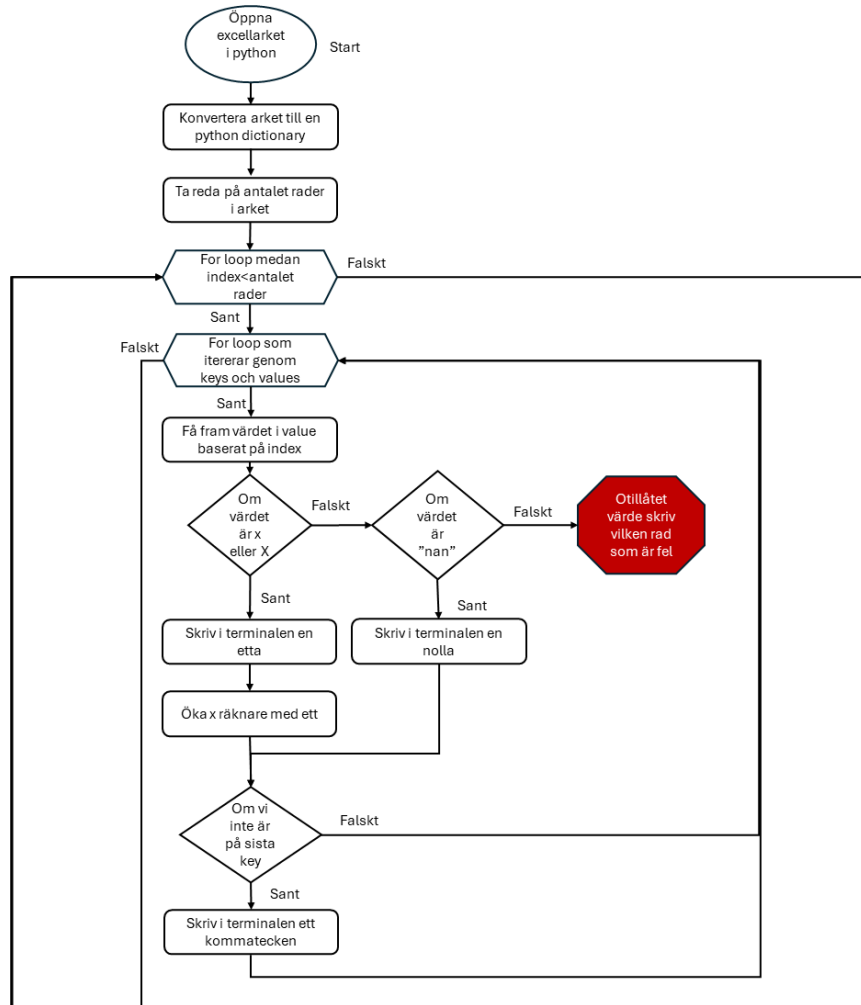 Öppna
excellarket
i python
Start
Konvertera arket till en
python dictionary
Ta reda på antalet rader
i arket
For loop medan
index<antalet
rader
Falskt
Sant
Falskt
For loop som
itererar genom
keys och values
Sant
Få fram värdet i value
baserat på index
Om
värdet
är x
eller X
Falskt
Om
värdet
är
”nan”
Falskt
Otillåtet
värde skriv
vilken rad
som är fel
Sant
Sant
Skriv i terminalen en
etta
Skriv i terminalen en
nolla
Öka x räknare med ett
Om vi
inte är
på sista
key
Falskt
Sant
Skriv i terminalen ett
kommatecken